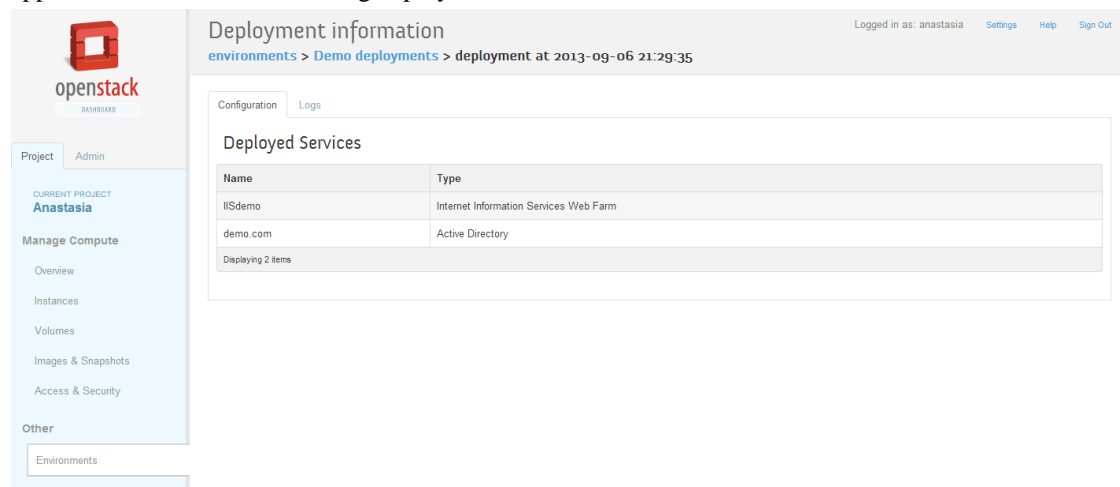 Deployment information
Logged in as: anastasia Settings Help Sign Out
environments > Demo deployments > deployment at 2013-09-06 21:29:35
openstack
DASHBOARD
Project Admin
CURRENT PROJECT
Anastasia
Manage Compute
Overview
Instances
Volumes
Images & Snapshots
Access & Security
Other
Environments
Configuration Logs
Deployed Services
Name Type
IISdemo Internet Information Services Web Farm
demo.com Active Directory
Displaying 2 items